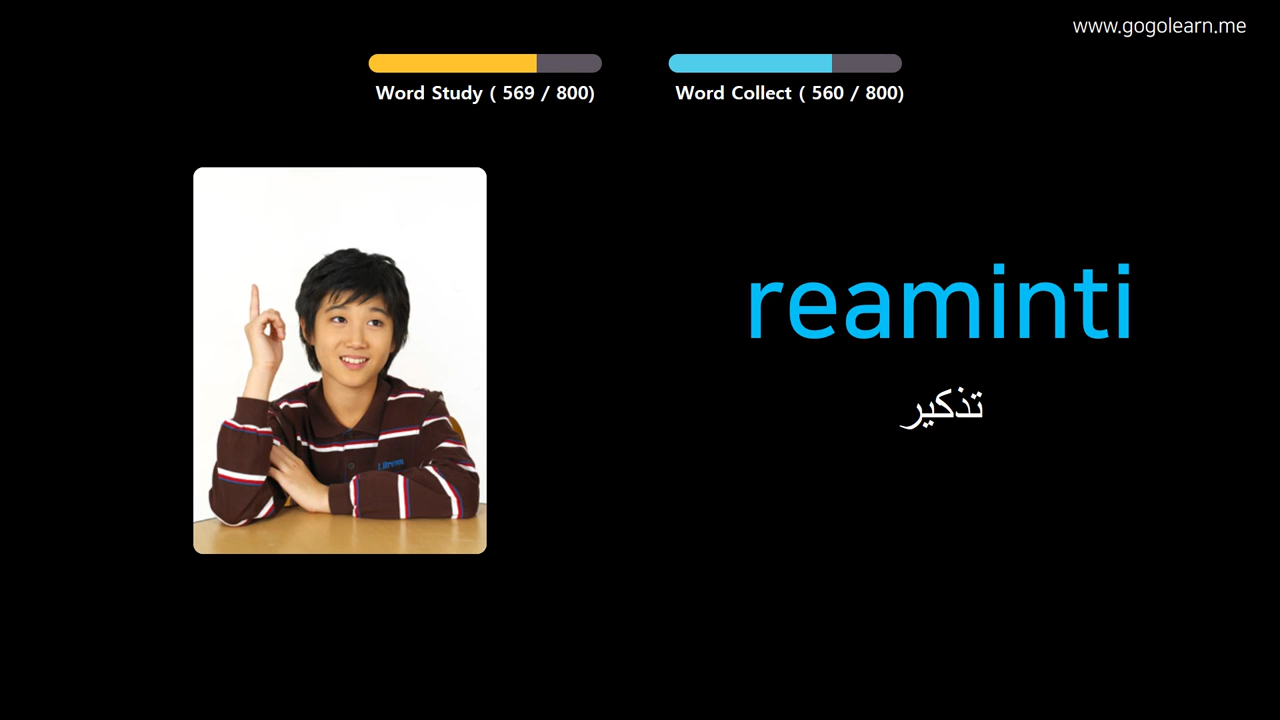 www.gogolearn.me
Word Study ( 569 / 800)
Word Collect ( 560 / 800)
reaminti
تذكير